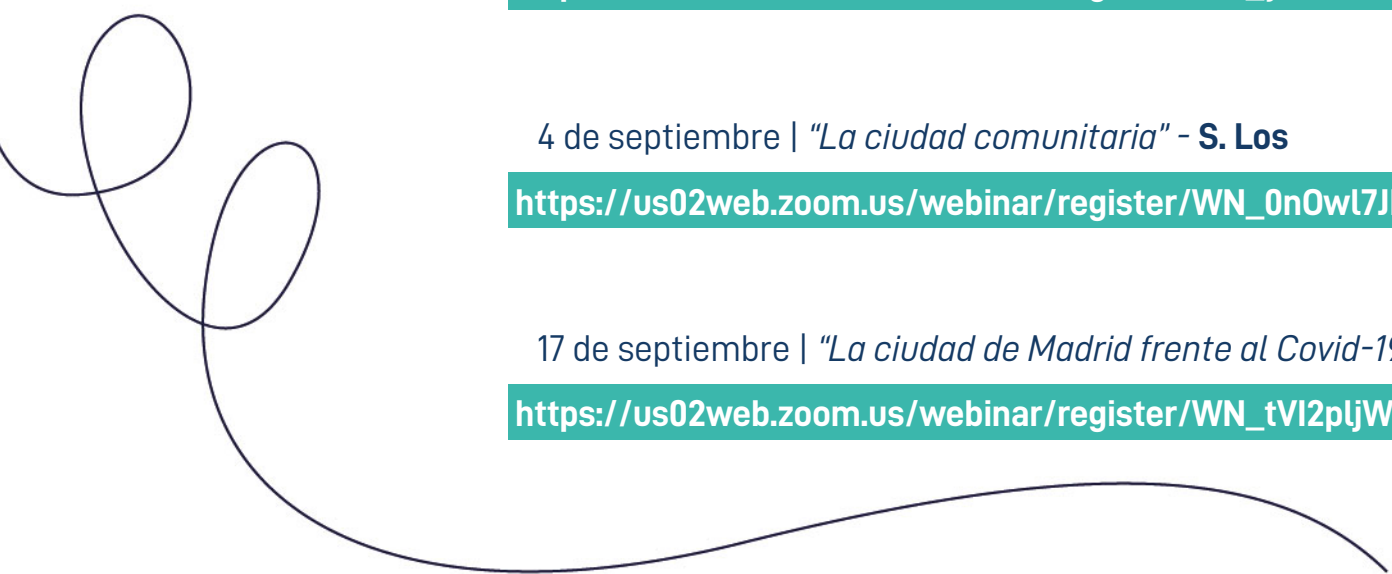 4 de septiembre | “La ciudad comunitaria” - S. Los
https://us02web.zoom.us/webinar/register/WN_0nOwl7J
17 de septiembre | “La ciudad de Madrid frente al Covid-19
https://us02web.zoom.us/webinar/register/WN_tVI2pljW